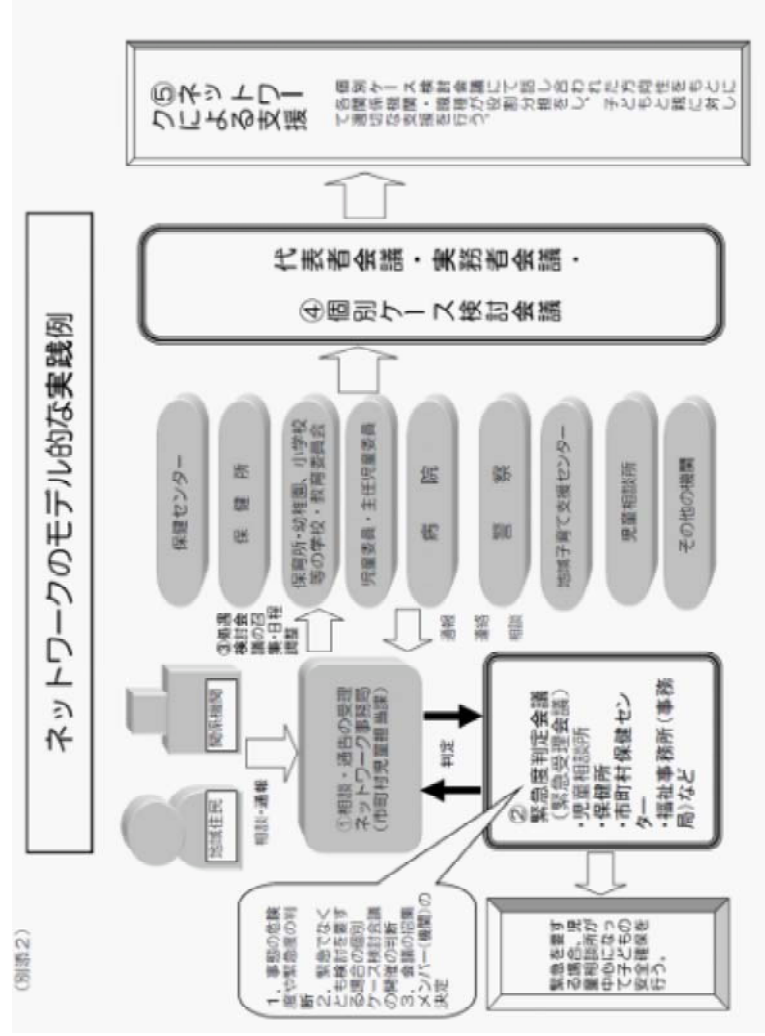 (別添2)
ネットワークのモデル的な実践例
地域住民
関係機関
相談・通報
①相談・通告の受理
ネットワーク事務局
(市町村児童担当課)
判定
②
緊急度判定会議
(緊急受理会議)
・児童相談所
・保健所
・市町村保健セン
ター
・福祉事務所(事務
局)など
1．事態の危険
度や緊急度の判
断
2．緊急でなく
とも検討を要す
る場合の個別
ケース検討会議
の開催の判断
3．会議の招集
メンバー(機関)の
決定
緊急を要す
る場合、児
童相談所が
中心になっ
て子どもの
安全確保を
行う。
③処遇
検討会
議の召
集・日程
調整
通報
連絡
相談
保健センター
保　健　所
保育所・幼稚園、小学校
等の学校・教育委員会
児童委員・主任児童委員
病　　院
警　　察
地域子育て支援センター
児童相談所
その他の機関
代表者会議・実務者会議・
④個別ケース検討会議
⑤ネットワー
クによる支援
個別ケース検討会議にて話し合われた方向性をもとに
各関係機関・職種が役割分担をし、子どもと親に対し
て適切な支援を行う。